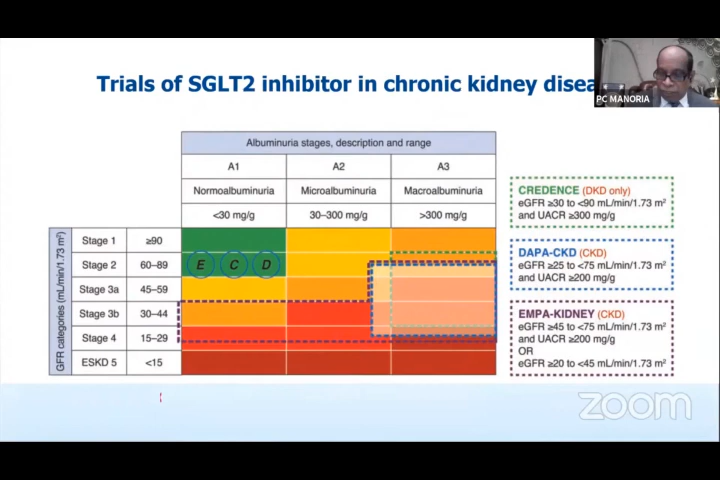 Trials of SGLT2 inhibitor in chronic kidney disea
PC MANORIA
Albuminuria stages, description and range
A1 A2 A3
Normoalbuminuria Microalbuminuria Macroalbuminuria
<30 mg/g 30–300 mg/g >300 mg/g
GFR categories (mL/min/1.73 m²)
Stage 1 ≥90
Stage 2 60–89 E C D
Stage 3a 45–59
Stage 3b 30–44
Stage 4 15–29
ESKD 5 <15
CREDENCE (DKD only)
eGFR ≥30 to <90 mL/min/1.73 m²
and UACR ≥300 mg/g
DAPA-CKD (CKD)
eGFR ≥25 to <75 mL/min/1.73 m²
and UACR ≥200 mg/g
EMPA-KIDNEY (CKD)
eGFR ≥45 to <75 mL/min/1.73 m²
and UACR ≥200 mg/g
OR
eGFR ≥20 to <45 mL/min/1.73 m²
zoom